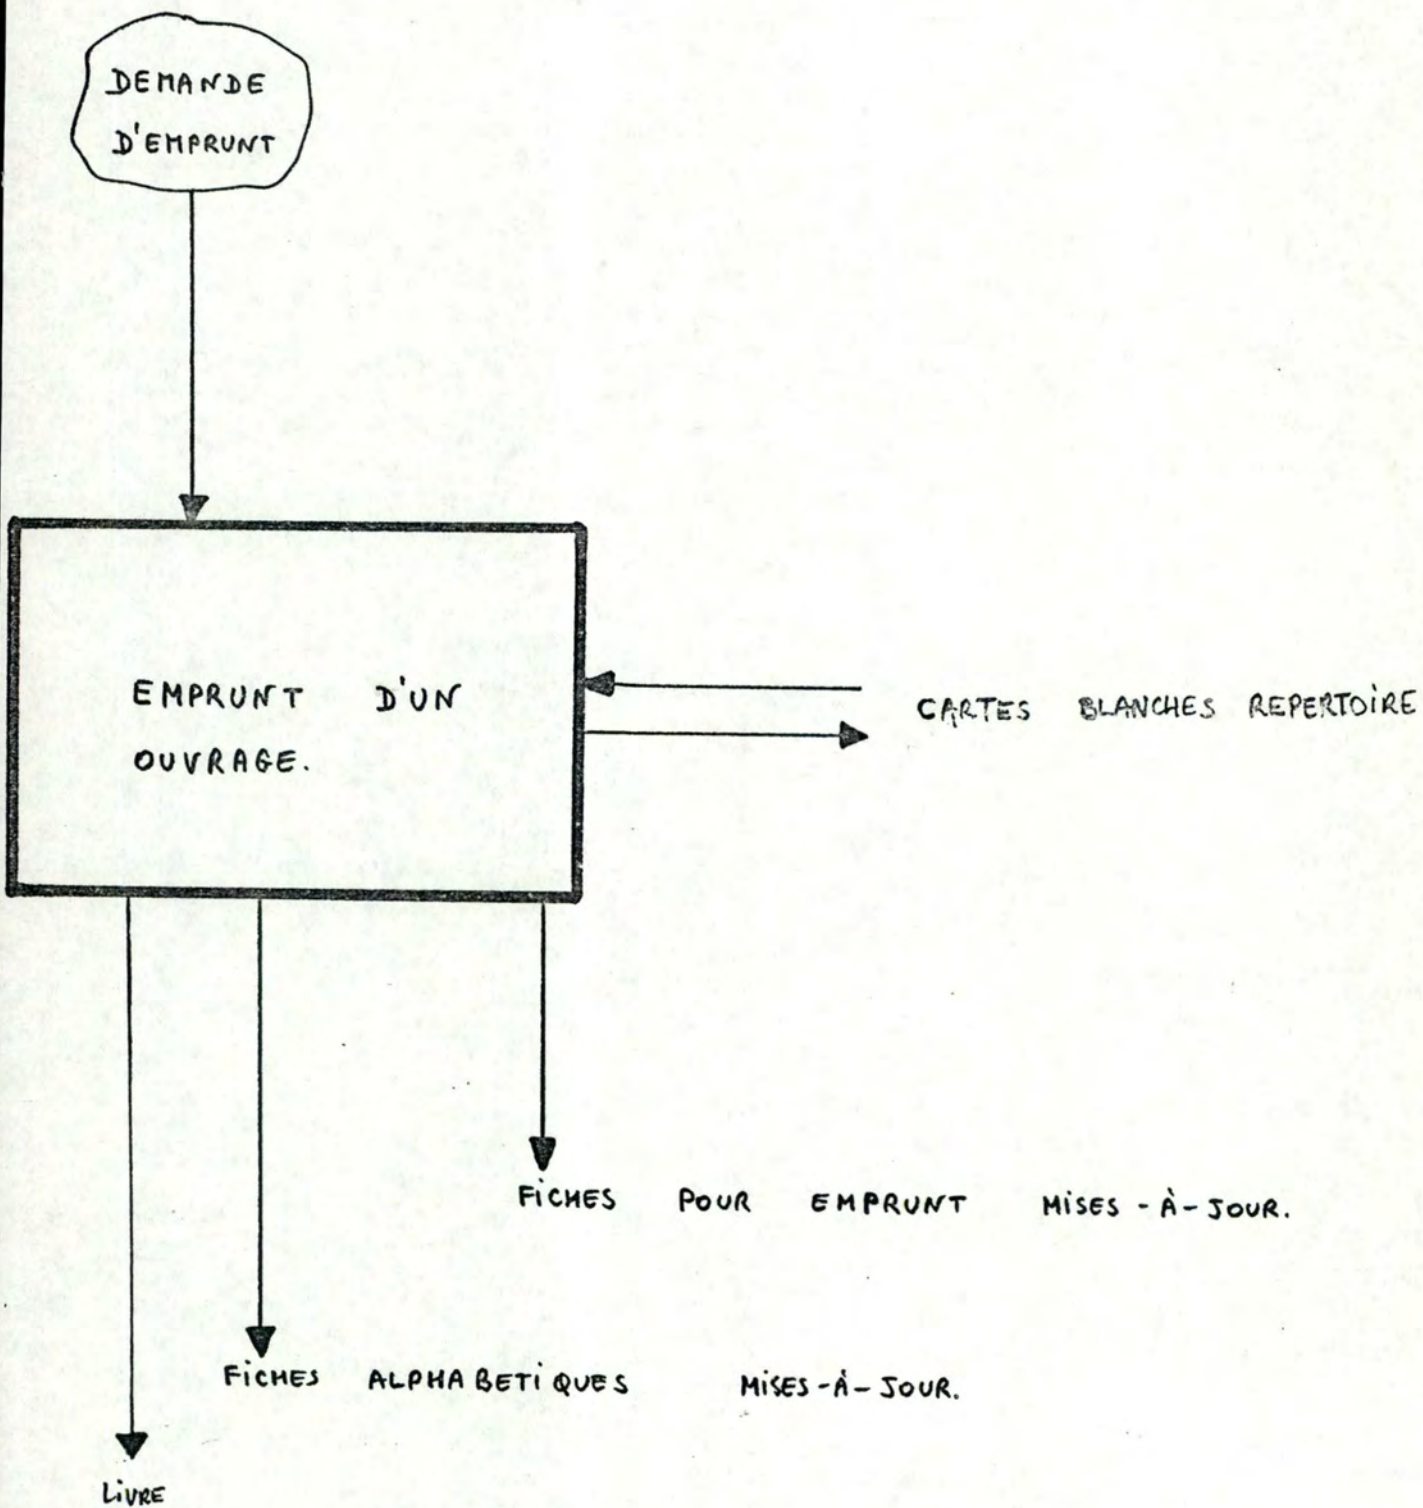 DEMANDE
D'EMPRUNT
EMPRUNT D'UN
OUVRAGE.
CARTES BLANCHES REPERTOIRE
FICHES POUR EMPRUNT MISES-À-JOUR.
FICHES ALPHABETIQUES MISES-À-JOUR.
LIVRE